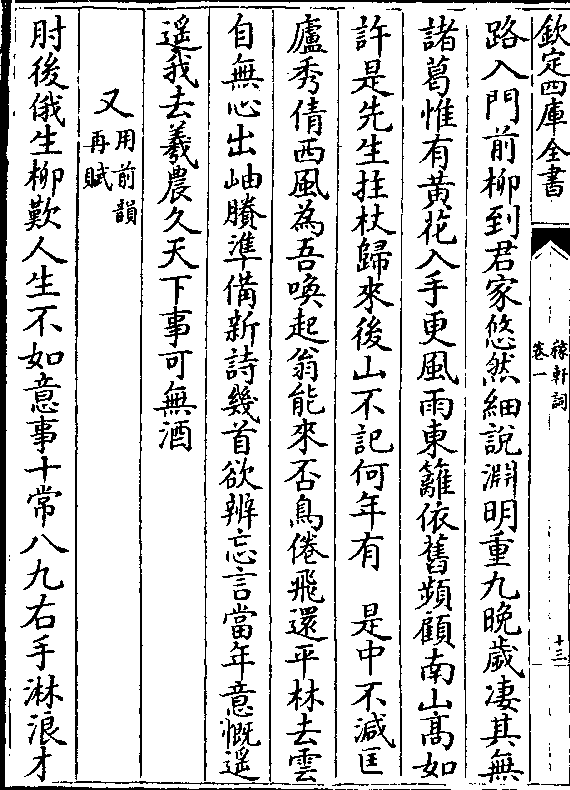 欽定四庫全書
稼軒詞
卷一
十三
路入門前柳到君家悠然細說淵明重九晚歲淒其無
諸葛惟有黃花入手更風雨東籬依舊頻顧南山高如
許是先生拄杖歸來後山不記何年有　是中不減匡
廬秀倩西風為吾喚起翁能來否鳥倦飛還平林去雲
自無心出岫賸準備新詩幾首欲辨忘言當年意慨遥
遥我去羲農久天下事可無酒
又用前韻
再賦
肘後俄生柳歎人生不如意事十常八九右手淋浪才